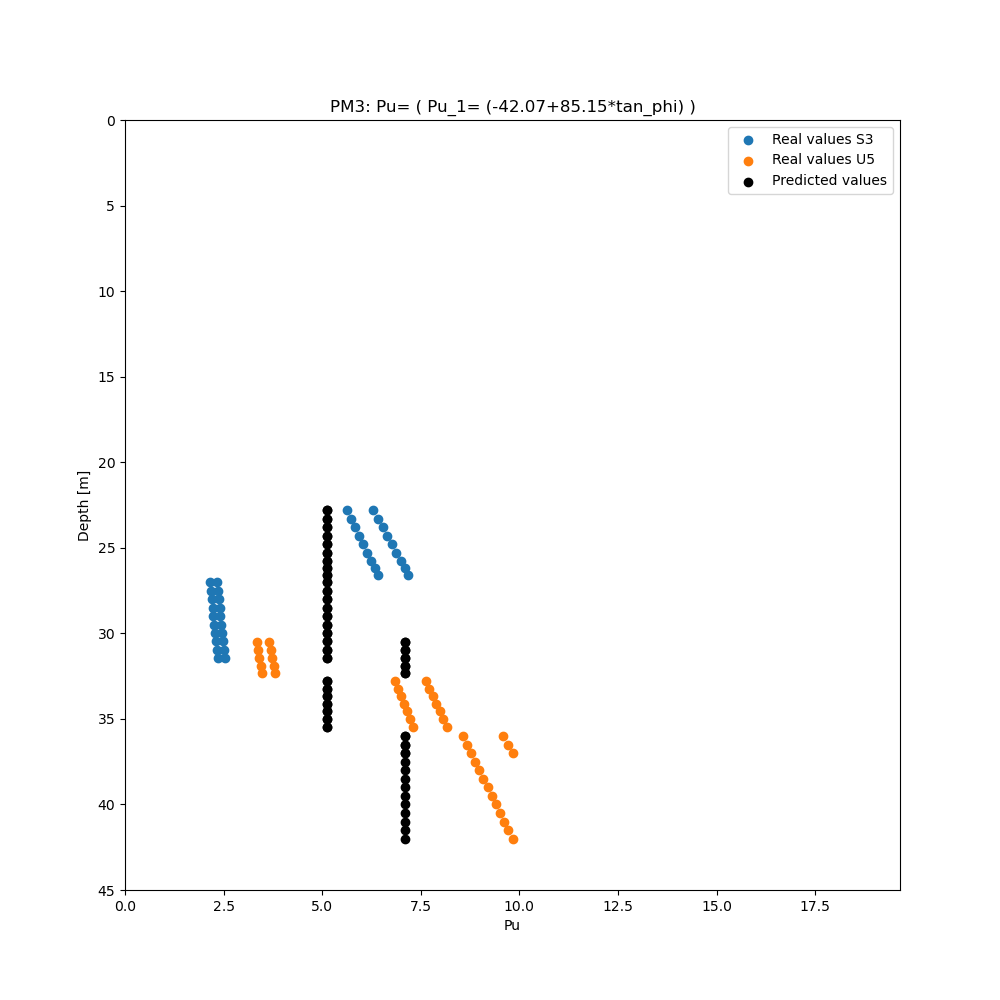 PM3: Pu= ( Pu_1= (-42.07+85.15*tan_phi) )
Real values S3
Real values U5
Predicted values
Depth [m]
0
5
10
15
20
25
30
35
40
45
0.0 2.5 5.0 7.5 10.0 12.5 15.0 17.5
Pu